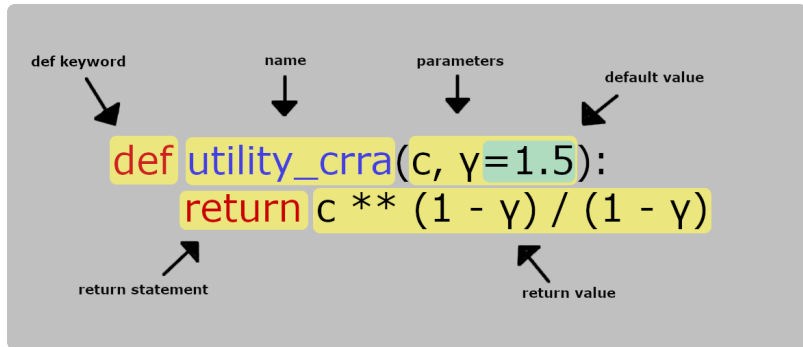 def keyword
name
parameters
default value
def utility_crra(c, γ=1.5):
return c ** (1 - γ) / (1 - γ)
return statement
return value